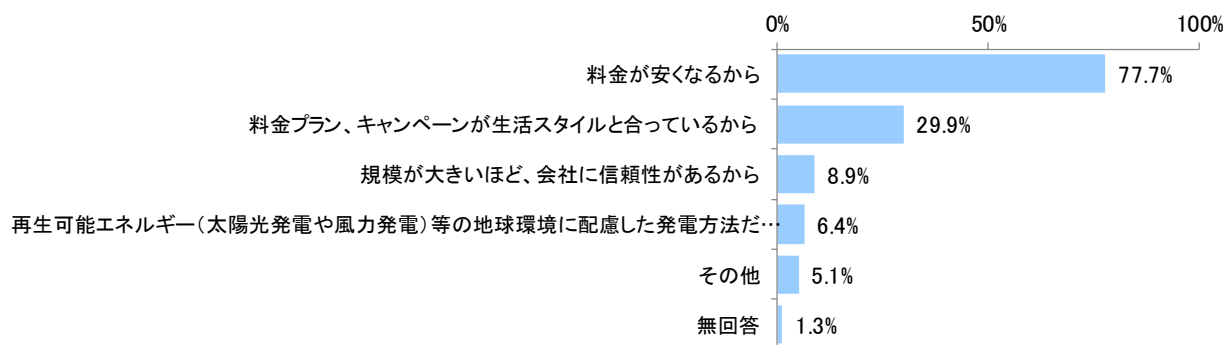 0% 50% 100%
料金が安くなるから 77.7%
料金プラン、キャンペーンが生活スタイルと合っているから 29.9%
規模が大きいほど、会社に信頼性があるから 8.9%
再生可能エネルギー(太陽光発電や風力発電)等の地球環境に配慮した発電方法だ… 6.4%
その他 5.1%
無回答 1.3%